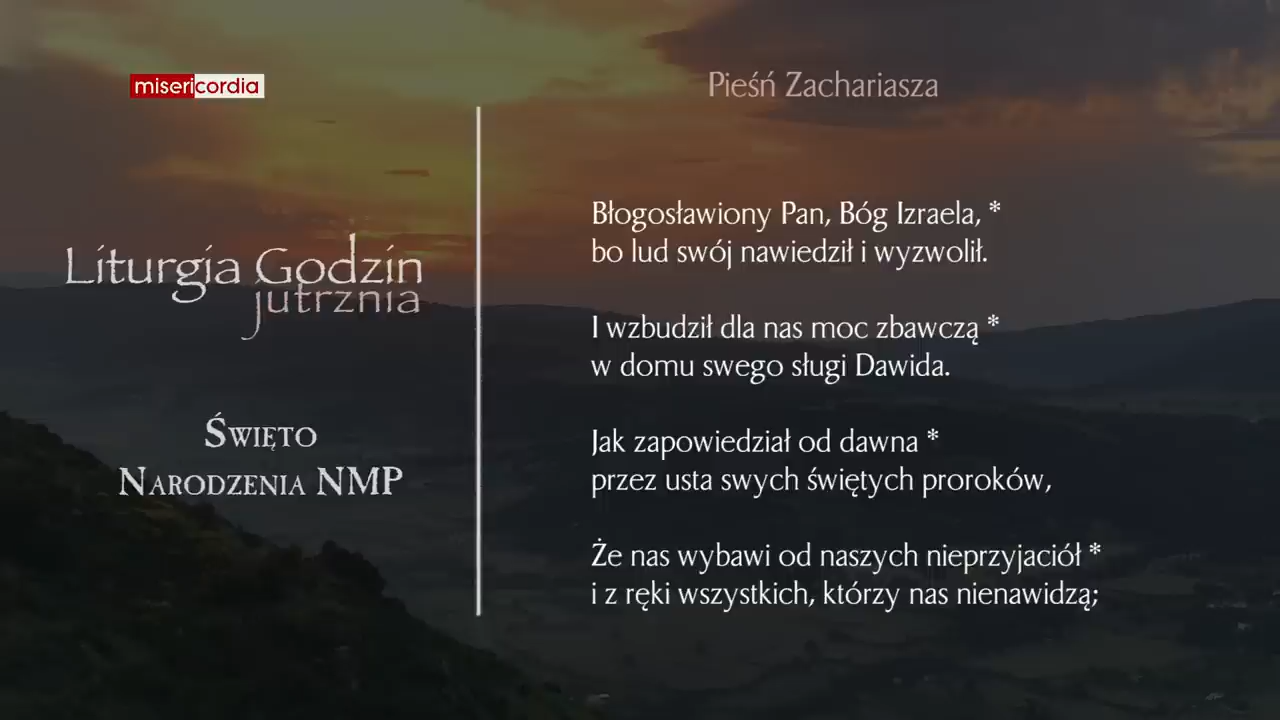 misericordia
Liturgia Godzin
jutrznia
Święto
Narodzenia NMP
Pieśń Zachariasza
Błogosławiony Pan, Bóg Izraela, *
bo lud swój nawiedził i wyzwolił.
I wzbudził dla nas moc zbawczą *
w domu swego sługi Dawida.
Jak zapowiedział od dawna *
przez usta swych świętych proroków,
Że nas wybawi od naszych nieprzyjaciół *
i z ręki wszystkich, którzy nas nienawidzą;